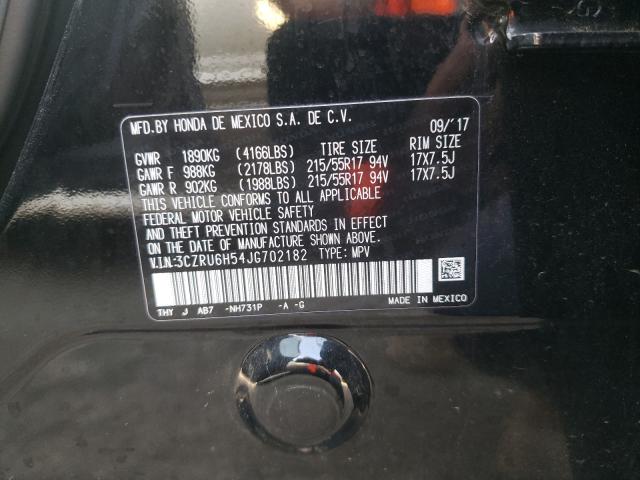 MFD.BY HONDA DE MEXICO S.A. DE C.V. 09/'17
GVWR 1890KG (4166LBS) TIRE SIZE RIM SIZE
GAWR F 988KG (2178LBS) 215/55R17 94V 17X7.5J
GAWR R 902KG (1988LBS) 215/55R17 94V 17X7.5J
THIS VEHICLE CONFORMS TO ALL APPLICABLE
FEDERAL MOTOR VEHICLE SAFETY
AND THEFT PREVENTION STANDARDS IN EFFECT
ON DATE OF MANUFACTURE SHOWN ABOVE.
V.I.N:3CZRU6H54JG702182 TYPE: MPV
THY J AB7 -NH731P -A -G MADE IN MEXICO